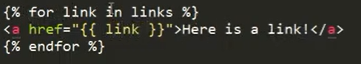 {% for link in links %}
<a href="{{ link }}">Here is a link!</a>
{% endfor %}